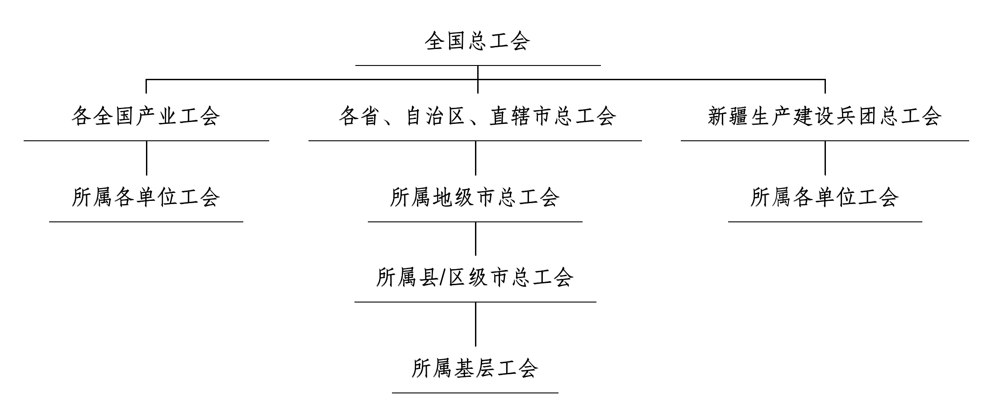 全国总工会
各全国产业工会
各省、自治区、直辖市总工会
新疆生产建设兵团总工会
所属各单位工会
所属地级市总工会
所属各单位工会
所属县/区级市总工会
所属基层工会